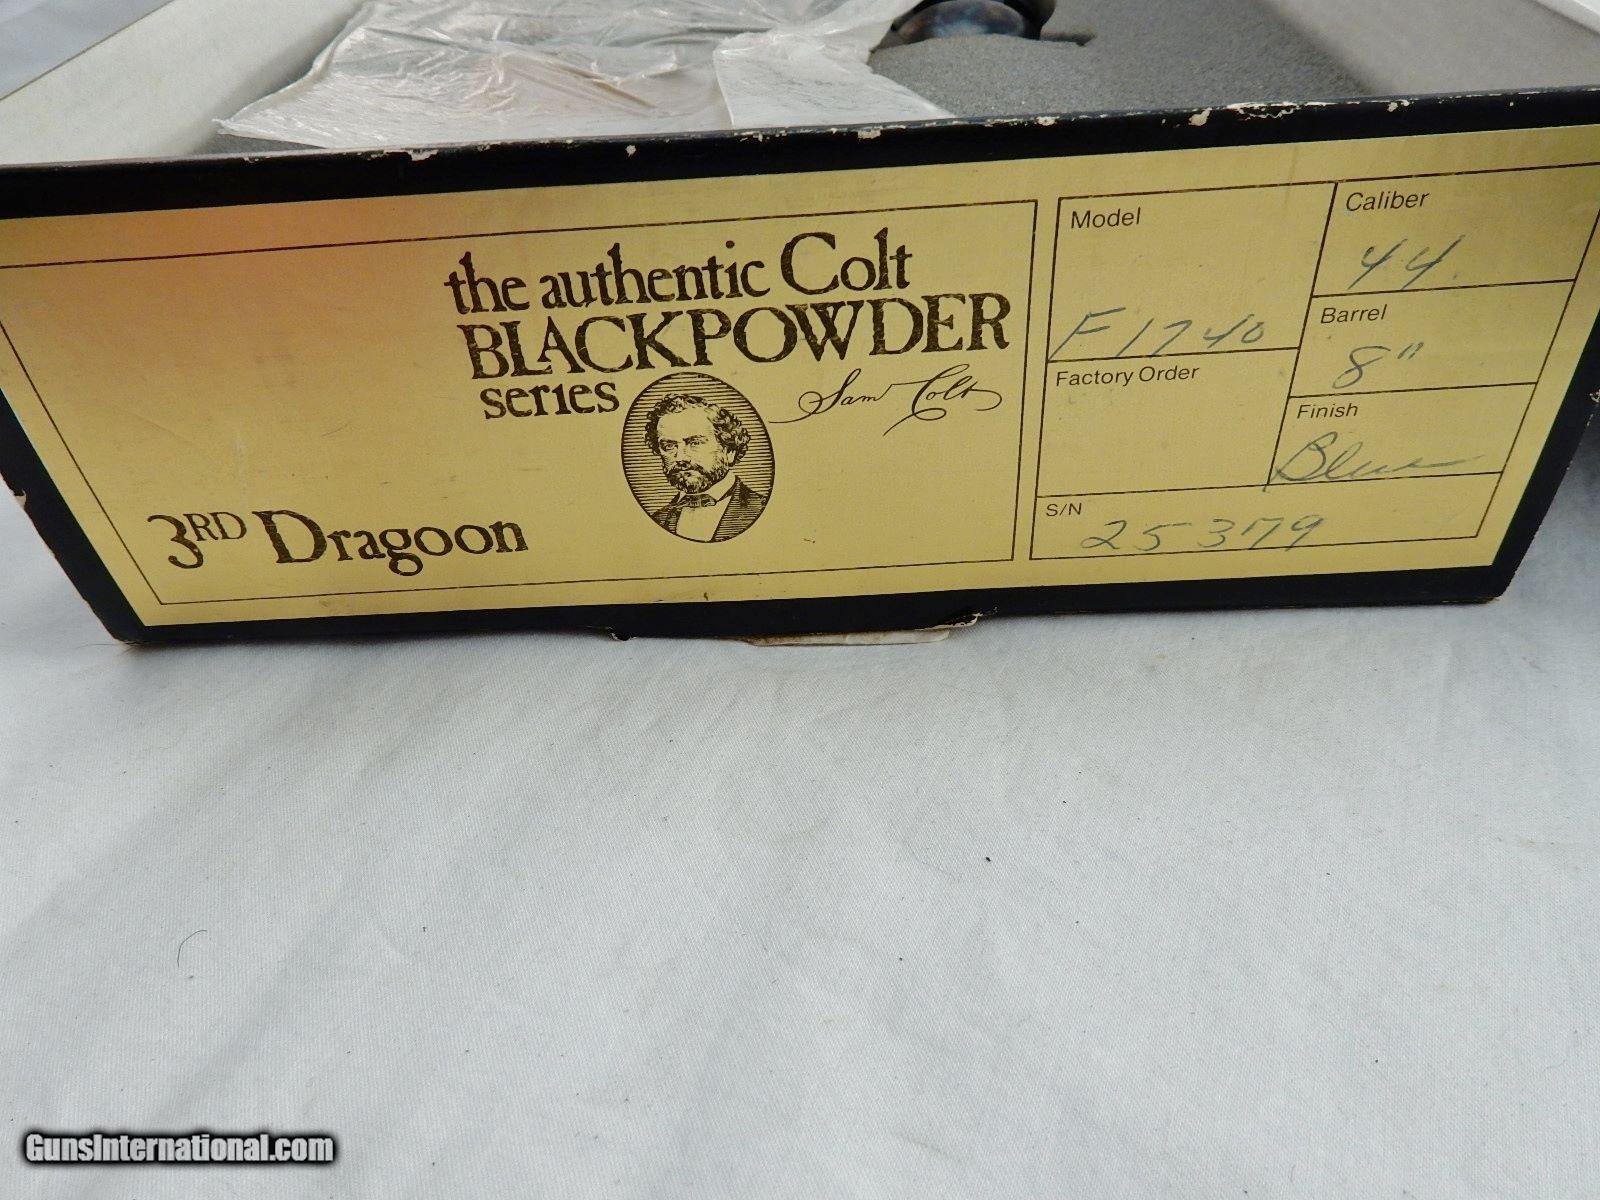 the authentic Colt
BLACKPOWDER
series
Sam Colt
3RD Dragoon
Model
F1740
Caliber
44
Barrel
8"
Factory Order
Finish
Blue
S/N
25379
GunsInternational.com